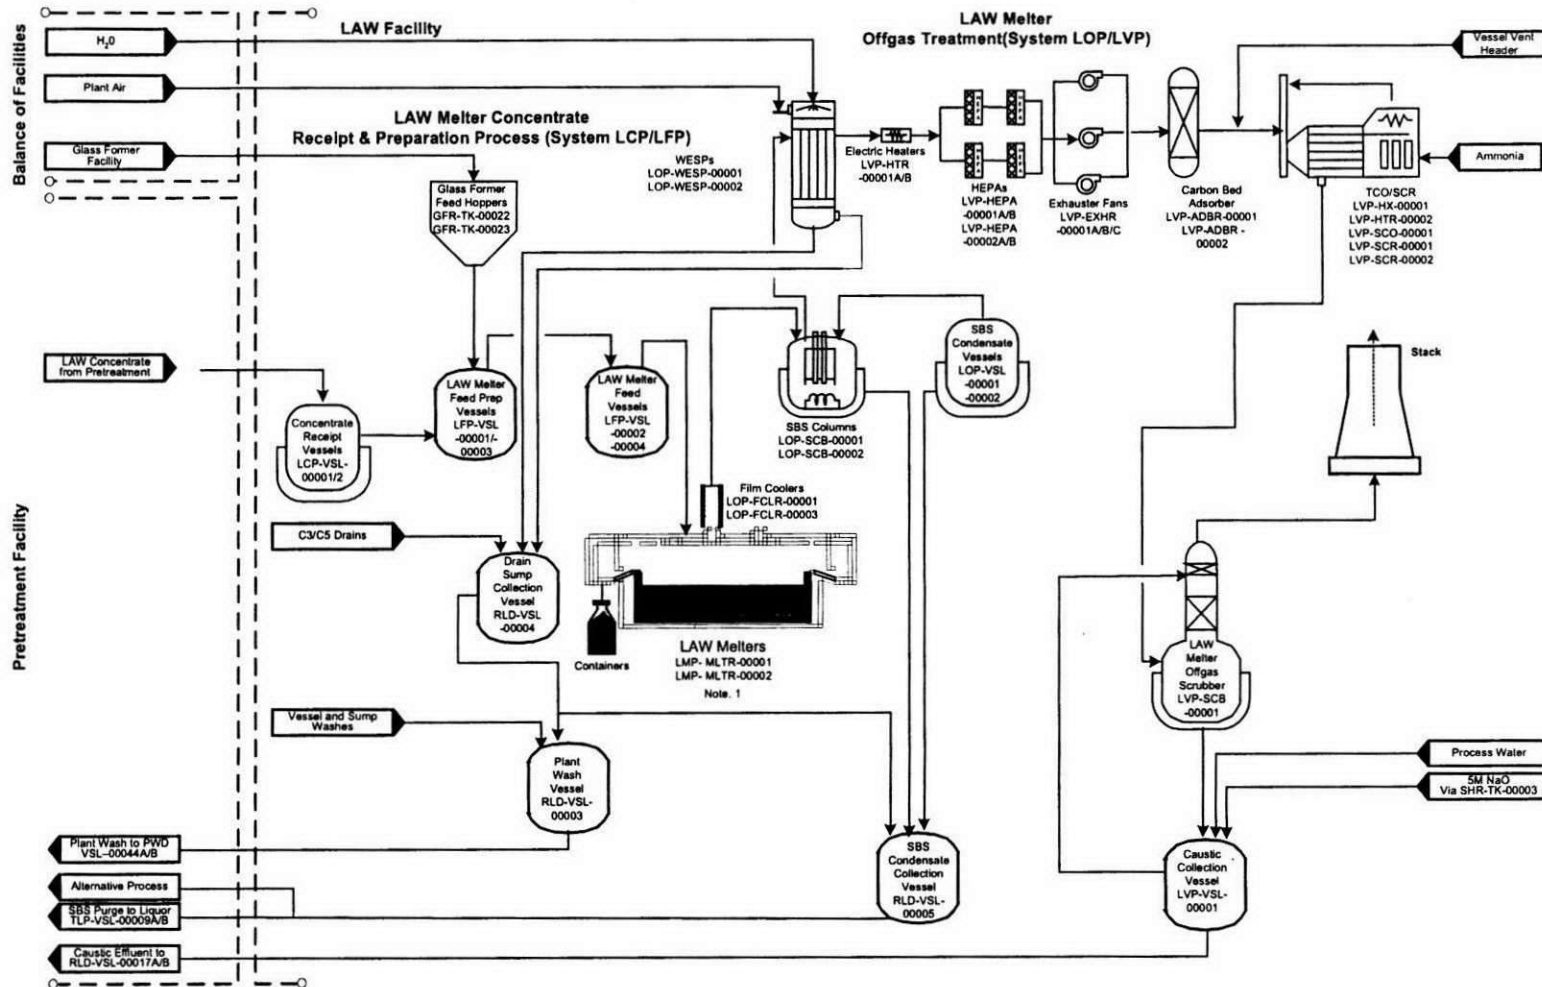 Balance of Facilities
Pretreatment Facility
H₂0
Plant Air
Glass Former
Facility
LAW Concentrate
from Pretreatment
LAW Facility
LAW Melter Concentrate
Receipt & Preparation Process (System LCP/LFP)
LAW Melter
Offgas Treatment(System LOP/LVP)
Vessel Vent
Header
Ammonia
Glass Former
Feed Hoppers
GFR-TK-00022
GFR-TK-00023
WESPs
LOP-WESP-00001
LOP-WESP-00002
Electric Heaters
LVP-HTR
-00001A/B
HEPA
HEPA
HEPA
HEPA
HEPAs
LVP-HEPA
-00001A/B
LVP-HEPA
-00002A/B
Exhauster Fans
LVP-EXHR
-00001A/B/C
Carbon Bed
Adsorber
LVP-ADBR-00001
LVP-ADBR -
00002
TCO/SCR
LVP-HX-00001
LVP-HTR-00002
LVP-SCO-00001
LVP-SCR-00001
LVP-SCR-00002
Concentrate
Receipt
Vessels
LCP-VSL-
00001/2
LAW Melter
Feed Prep
Vessels
LFP-VSL
-00001/-
00003
LAW Melter
Feed
Vessels
LFP-VSL
-00002
-00004
SBS Columns
LOP-SCB-00001
LOP-SCB-00002
SBS
Condensate
Vessels
LOP-VSL
-00001
-00002
Stack
Film Coolers
LOP-FCLR-00001
LOP-FCLR-00003
C3/C5 Drains
Drain
Sump
Collection
Vessel
RLD-VSL
-00004
Containers
LAW Melters
LMP- MLTR-00001
LMP- MLTR-00002
Note. 1
LAW
Melter
Offgas
Scrubber
LVP-SCB
-00001
Vessel and Sump
Washes
Plant
Wash
Vessel
RLD-VSL-
00003
Process Water
5M NaO
Via SHR-TK-00003
SBS
Condensate
Collection
Vessel
RLD-VSL-
00005
Caustic
Collection
Vessel
LVP-VSL-
00001
Plant Wash to PWD
VSL--00044A/B
Alternative Process
SBS Purge to Liquor
TLP-VSL-00009A/B
Caustic Effluent to
RLD-VSL-00017A/B